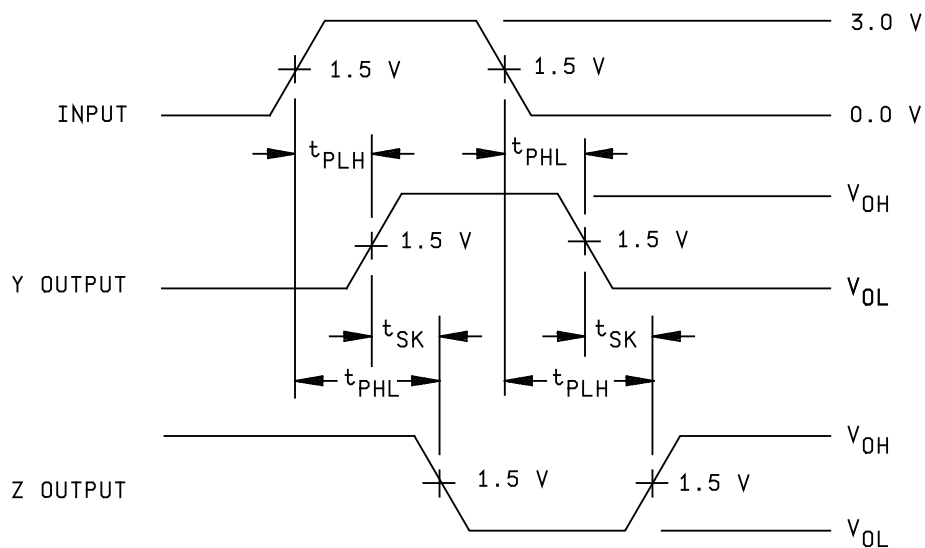 3.0 V
1.5 V 1.5 V
INPUT 0.0 V
tPLH tPHL
VOH
1.5 V 1.5 V
Y OUTPUT VOL
tSK tSK
tPHL tPLH
VOH
1.5 V 1.5 V
Z OUTPUT
VOL